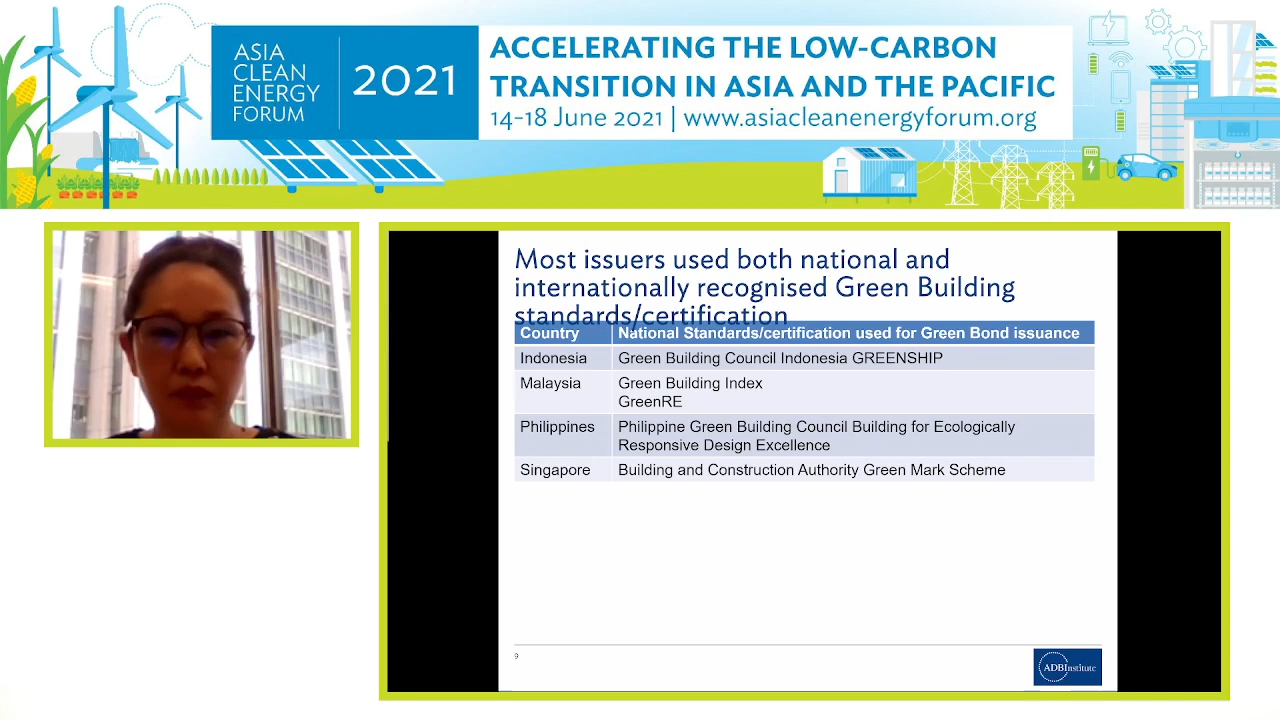 ASIA
CLEAN
ENERGY
FORUM
2021
ACCELERATING THE LOW-CARBON
TRANSITION IN ASIA AND THE PACIFIC
14-18 June 2021 | www.asiacleanenergyforum.org
Most issuers used both national and
internationally recognised Green Building
standards/certification
Country National Standards/certification used for Green Bond issuance
Indonesia Green Building Council Indonesia GREENSHIP
Malaysia Green Building Index
GreenRE
Philippines Philippine Green Building Council Building for Ecologically
Responsive Design Excellence
Singapore Building and Construction Authority Green Mark Scheme
9
ADBInstitute